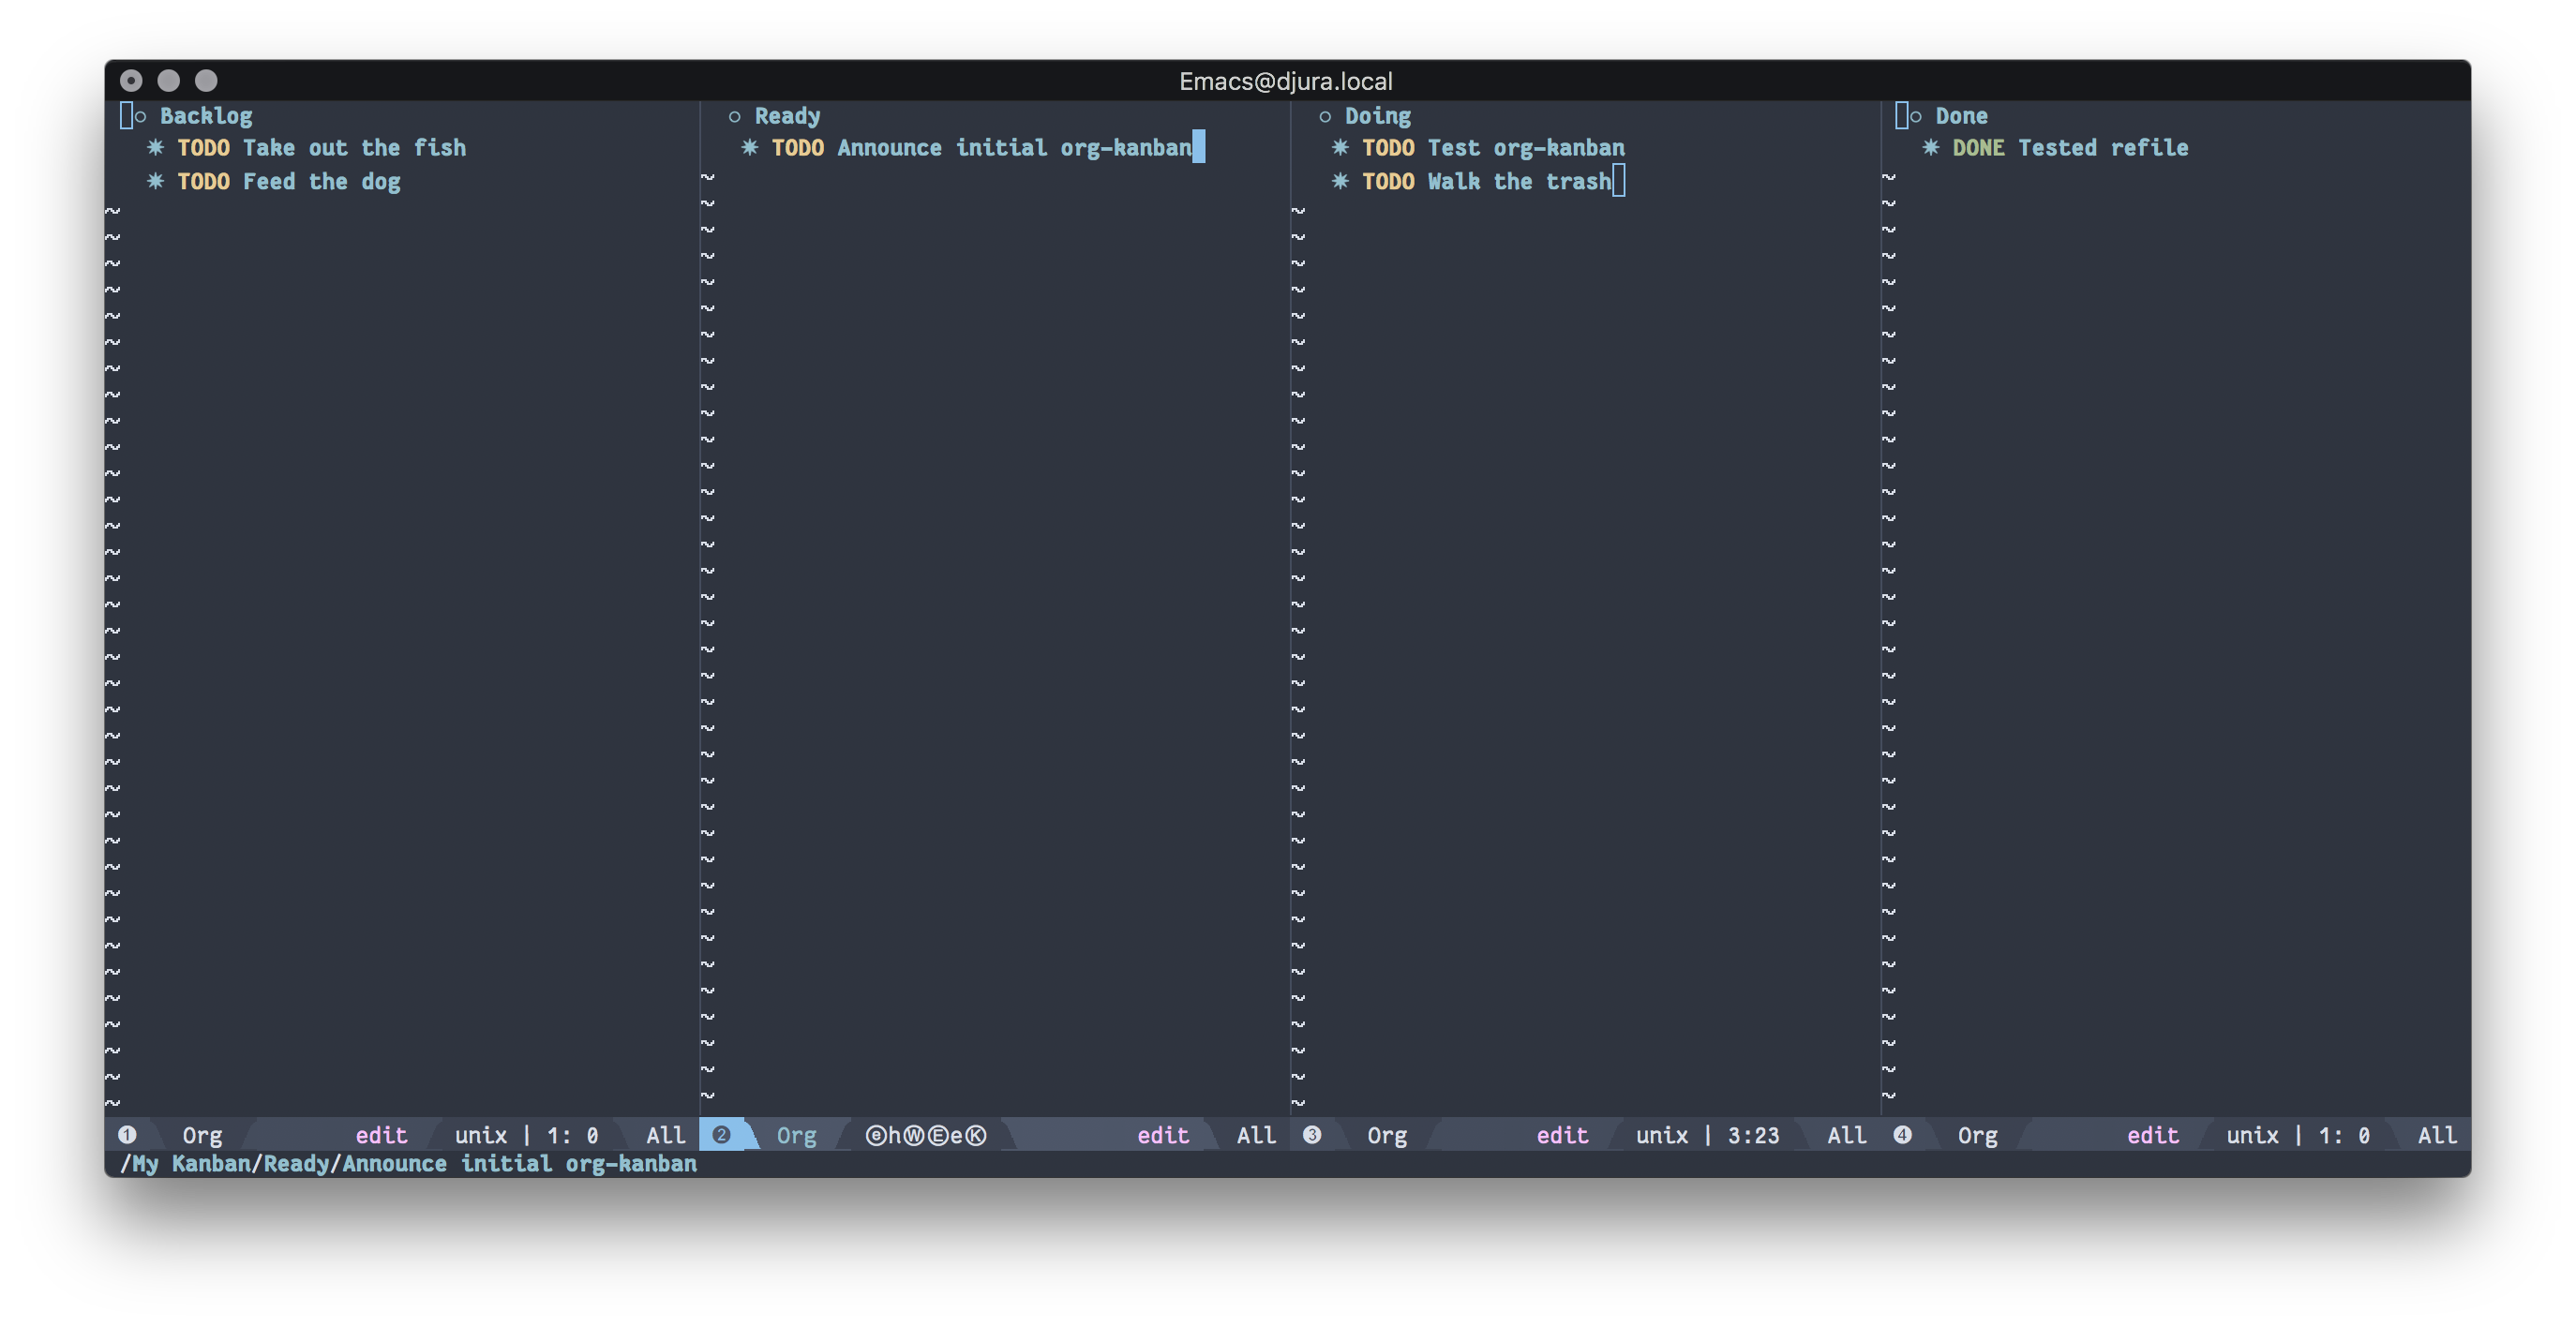 Emacs@djura.local
○ Backlog
✷ TODO Take out the fish
✷ TODO Feed the dog
○ Ready
✷ TODO Announce initial org-kanban
○ Doing
✷ TODO Test org-kanban
✷ TODO Walk the trash
○ Done
✷ DONE Tested refile
❶ Org edit unix | 1: 0 All
❷ Org ⓔhⓌⒺeⓀ edit All
❸ Org edit unix | 3:23 All
❹ Org edit unix | 1: 0 All
/My Kanban/Ready/Announce initial org-kanban